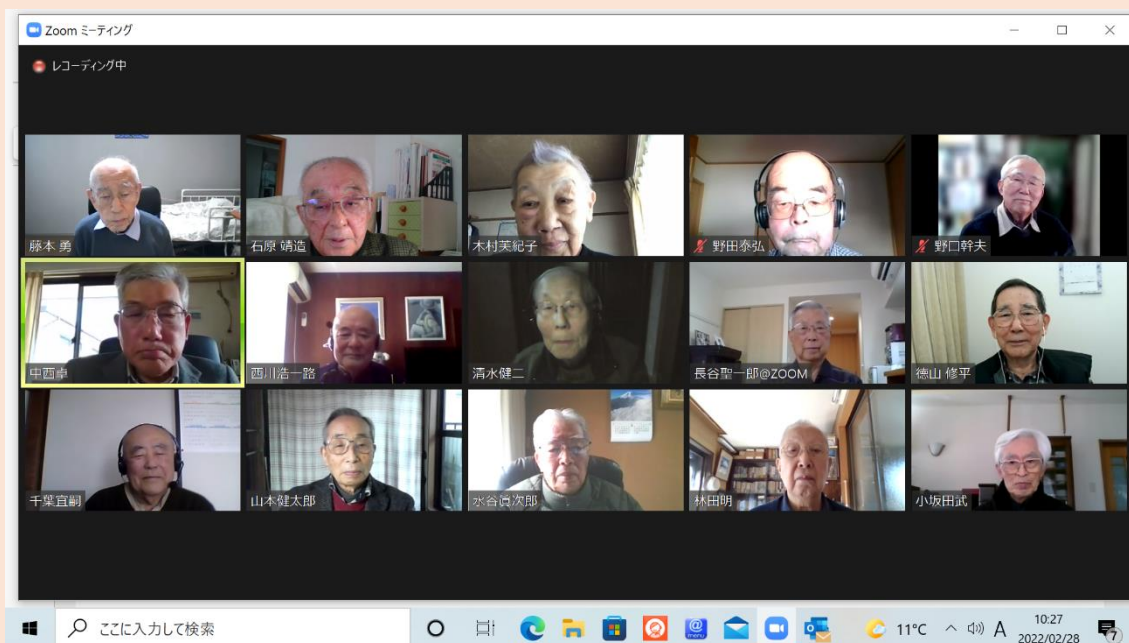 Zoom ミーティング
レコーディング中
藤本 勇
石原 靖造
木村芙紀子
野田泰弘
野口幹夫
中西卓
西川浩一路
清水健二
長谷聖一郎@ZOOM
徳山 修平
千葉宜嗣
山本健太郎
水谷眞次郎
林田明
小坂田武
ここに入力して検索
@
menu
11°C
A
10:27
2022/02/28
7